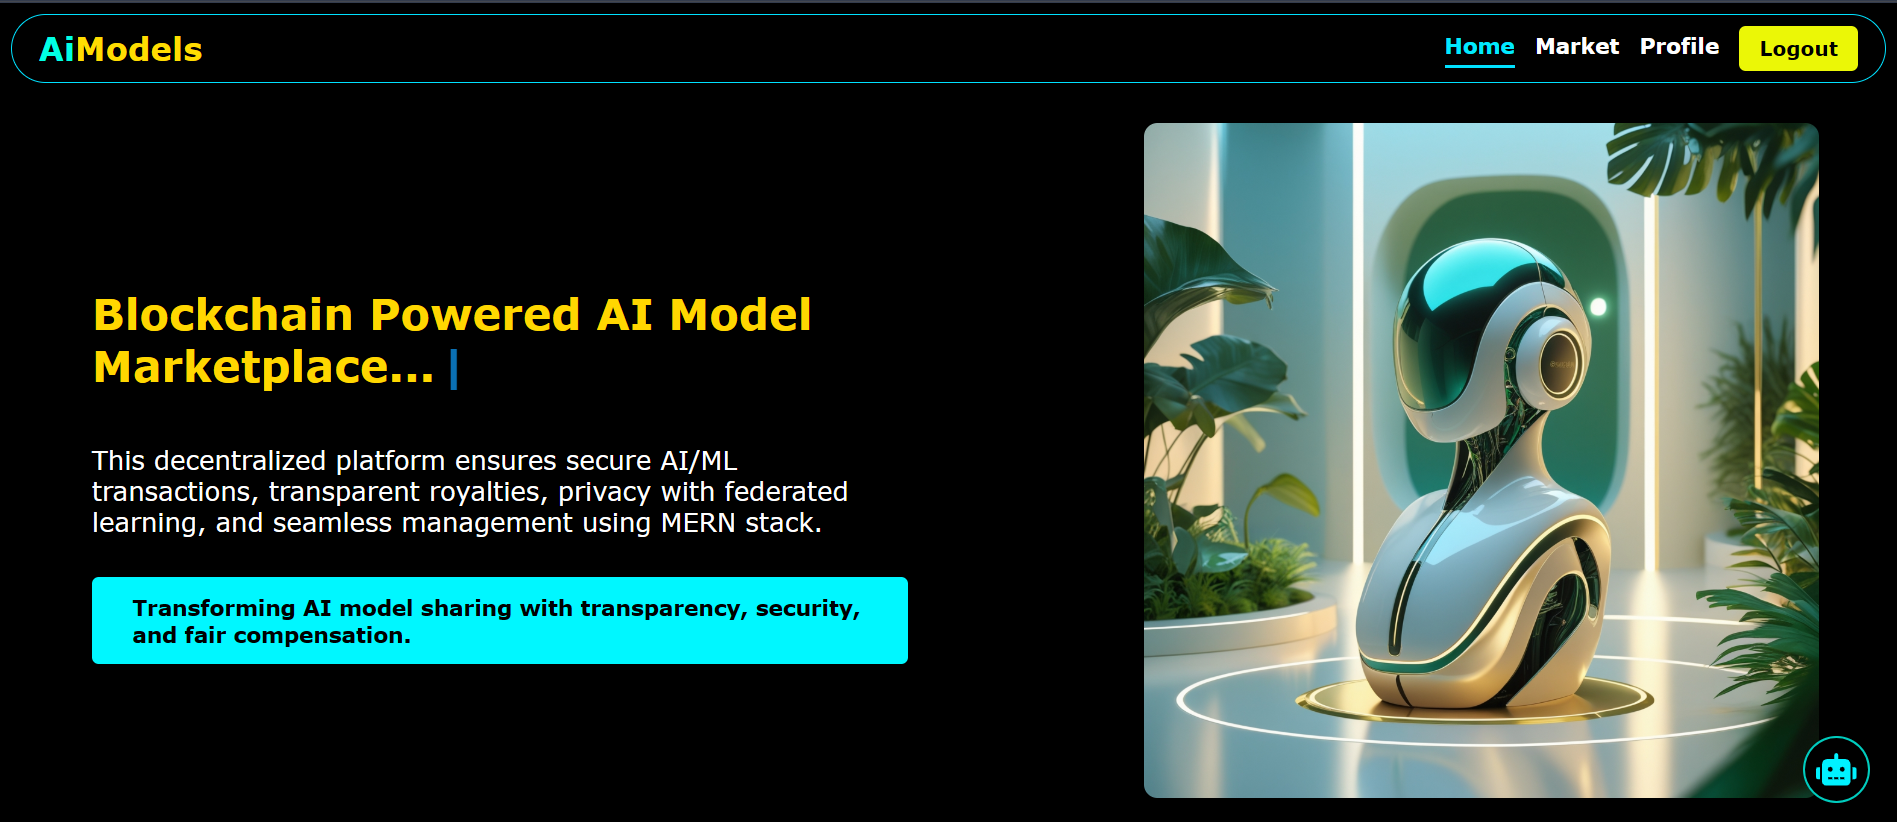 AiModels
Home Market Profile Logout
Blockchain Powered AI Model
Marketplace...
This decentralized platform ensures secure AI/ML
transactions, transparent royalties, privacy with federated
learning, and seamless management using MERN stack.
Transforming AI model sharing with transparency, security,
and fair compensation.